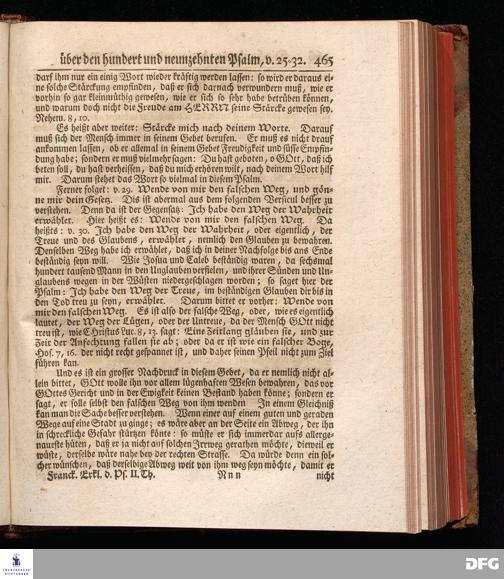 über den hundert und neunzehnten Psalm, v. 25-32. 465
darf ihm nur ein einig Wort wieder kräftig werden lassen: so wird er daraus ei-
ne solche Stärckung empfinden, daß er sich darnach verwundern muß, wie er
vorhin so gar kleinmüthig gewesen, wie er sich so sehr habe betrüben können,
und warum doch nicht die Freude am HERRN seine Stärcke gewesen sey.
Nehem. 8, 10.
Es heißt aber weiter: Stärcke mich nach deinem Worte. Darauf
muß sich der Mensch immer in seinem Gebet berufen. Er muß es nicht drauf
ankommen lassen, ob er allemal in seinem Gebet Freudigkeit und süsse Empfin-
dung habe; sondern er muß vielmehr sagen: Du hast geboten, o GOtt, daß ich
beten soll, du hast verheissen, daß du mich erhören wilt, nach deinem Wort hilf
mir. Darum stehet das Wort so vielmal in diesem Psalm.
Ferner folget: v. 29. Wende von mir den falschen Weg, und gön-
ne mir dein Gesetz. Dis ist abermal aus dem folgenden Versicul besser zu
verstehen. Denn da ist der Gegensatz: Ich habe den Weg der Wahrheit
erwählet. Hier heißt es: Wende von mir den falschen Weg. Da
heißts: v. 30. Ich habe den Weg der Wahrheit, oder eigentlich, der
Treue und des Glaubens, erwählet, nemlich den Glauben zu bewahren.
Denselben Weg habe ich erwählet, daß ich in deiner Nachfolge bis ans Ende
beständig seyn will. Wie Josua und Caleb beständig waren, da sechsmal
hundert tausend Mann in den Unglauben verfielen, und ihrer Sünden und Un-
glaubens wegen in der Wüsten niedergeschlagen worden; so saget hier der
Psalm: Ich habe den Weg der Treue, im beständigen Glauben dir bis in
den Tod treu zu seyn, erwählet. Darum bittet er vorher: Wende von
mir den falschen Weg. Es ist also der falsche Weg, oder, wie es eigentlich
lautet, der Weg der Lügen, oder der Untreue, da der Mensch GOtt nicht
treu ist, wie Christus Luc. 8, 13. sagt: Eine Zeitlang gläuben sie, und zur
Zeit der Anfechtung fallen sie ab; oder da er ist wie ein falscher Boge,
Hos. 7, 16. der nicht recht gespannet ist, und daher seinen Pfeil nicht zum Ziel
führen kan.
Und es ist ein grosser Nachdruck in diesem Gebet, da er nemlich nicht al-
lein bittet, GOtt wolle ihn vor allem lügenhaften Wesen bewahren, das vor
GOttes Gericht und in der Ewigkeit keinen Bestand haben könne; sondern er
sagt, er solle selbst den falschen Weg von ihm wenden In einem Gleichniß
kan man die Sache besser verstehen. Wenn einer auf einem guten und geraden
Wege auf eine Stadt zu ginge; es wäre aber an der Seite ein Abweg, der ihn
in schreckliche Gefahr stürtzen könte: so müste er sich immerdar aufs allerge-
naueste hüten, daß er ja nicht auf solchen Irrweg gerathen möchte, dieweil er
wüste, derselbe wäre nahe bey der rechten Strasse. Da würde denn ein sol-
cher wünschen, daß derselbige Abweg weit von ihm weg seyn möchte, damit er
Franck. Erkl. d. Ps. II. Th. Nnn nicht
FRANCKESCHE
STIFTUNGEN
DFG